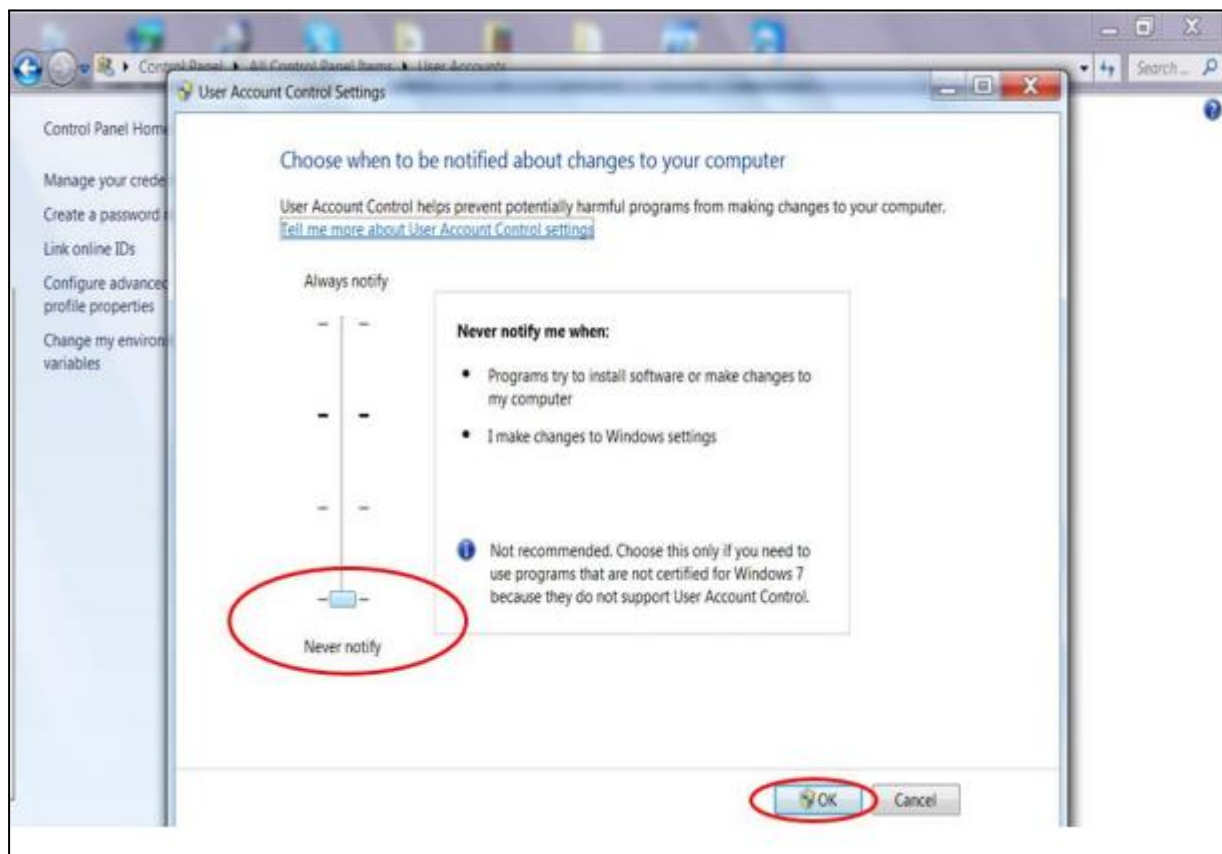 Control Panel ▸ All Control Panel Items ▸ User Accounts
Search...
User Account Control Settings
Control Panel Home
Manage your crede
Create a password
Link online IDs
Configure advanced
profile properties
Change my environ
variables
Choose when to be notified about changes to your computer
User Account Control helps prevent potentially harmful programs from making changes to your computer.
Tell me more about User Account Control settings
Always notify
Never notify me when:
• Programs try to install software or make changes to
my computer
• I make changes to Windows settings
Not recommended. Choose this only if you need to
use programs that are not certified for Windows 7
because they do not support User Account Control.
Never notify
OK
Cancel